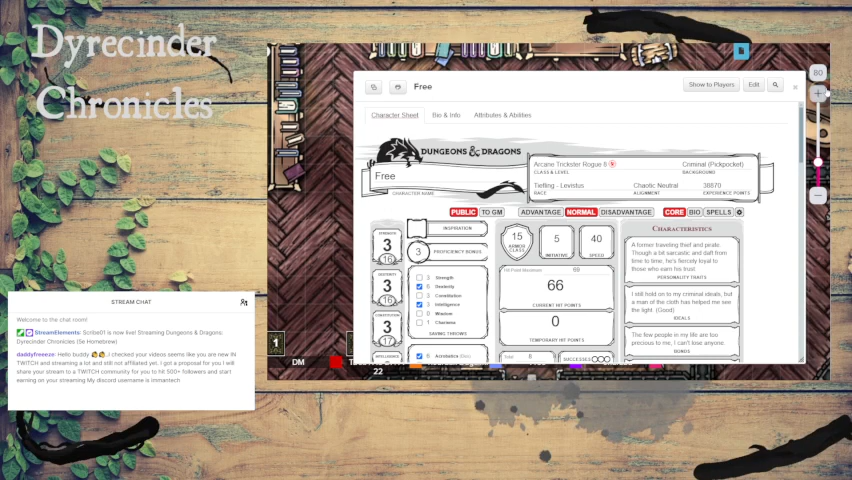 Dyrecinder
Chronicles
80
Free
Show to Players
Edit
Character Sheet
Bio & Info
Attributes & Abilities
DUNGEONS & DRAGONS
Free
CHARACTER NAME
Arcane Trickster Rogue 8
CLASS & LEVEL
Criminal (Pickpocket)
BACKGROUND
Tiefling - Levistus
RACE
Chaotic Neutral
ALIGNMENT
38870
EXPERIENCE POINTS
PUBLIC TO GM
ADVANTAGE NORMAL DISADVANTAGE
CORE BIO SPELLS
STRENGTH
3
16
DEXTERITY
3
16
CONSTITUTION
3
17
INTELLIGENCE
INSPIRATION
3
PROFICIENCY BONUS
3 Strength
Dexterity
3 Constitution
Intelligence
0 Wisdom
1 Charisma
SAVING THROWS
6 Acrobatics (Dex)
15
ARMOR CLASS
5
INITIATIVE
40
SPEED
Hit Point Maximum 69
66
CURRENT HIT POINTS
0
TEMPORARY HIT POINTS
Total 8
SUCCESSES
CHARACTERISTICS
A former traveling thief and pirate.
Though a bit sarcastic and daft from
time to time, he's fiercely loyal to
those who earn his trust.
PERSONALITY TRAITS
I still hold on to my criminal ideals, but
a man of the cloth has helped me see
the light. (Good)
IDEALS
The few people in my life are too
precious to me, I can't lose anyone.
BONDS
1
DM
22
STREAM CHAT
Welcome to the chat room!
StreamElements: Scribe01 is now live! Streaming Dungeons & Dragons:
Dyrecinder Chronicles (5e Homebrew)
daddyfreeze: Hello buddy ,I checked your videos seems like you are new IN
TWITCH and streaming a lot and still not affiliated yet. I got a proposal for you I will
share your stream to a TWITCH community for you to hit 500+ followers and start
earning on your streaming My discord username is immantech